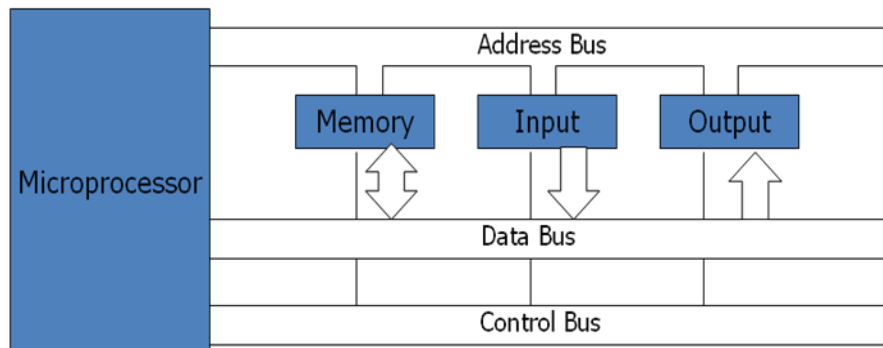 Address Bus
Memory
Input
Output
Microprocessor
Data Bus
Control Bus